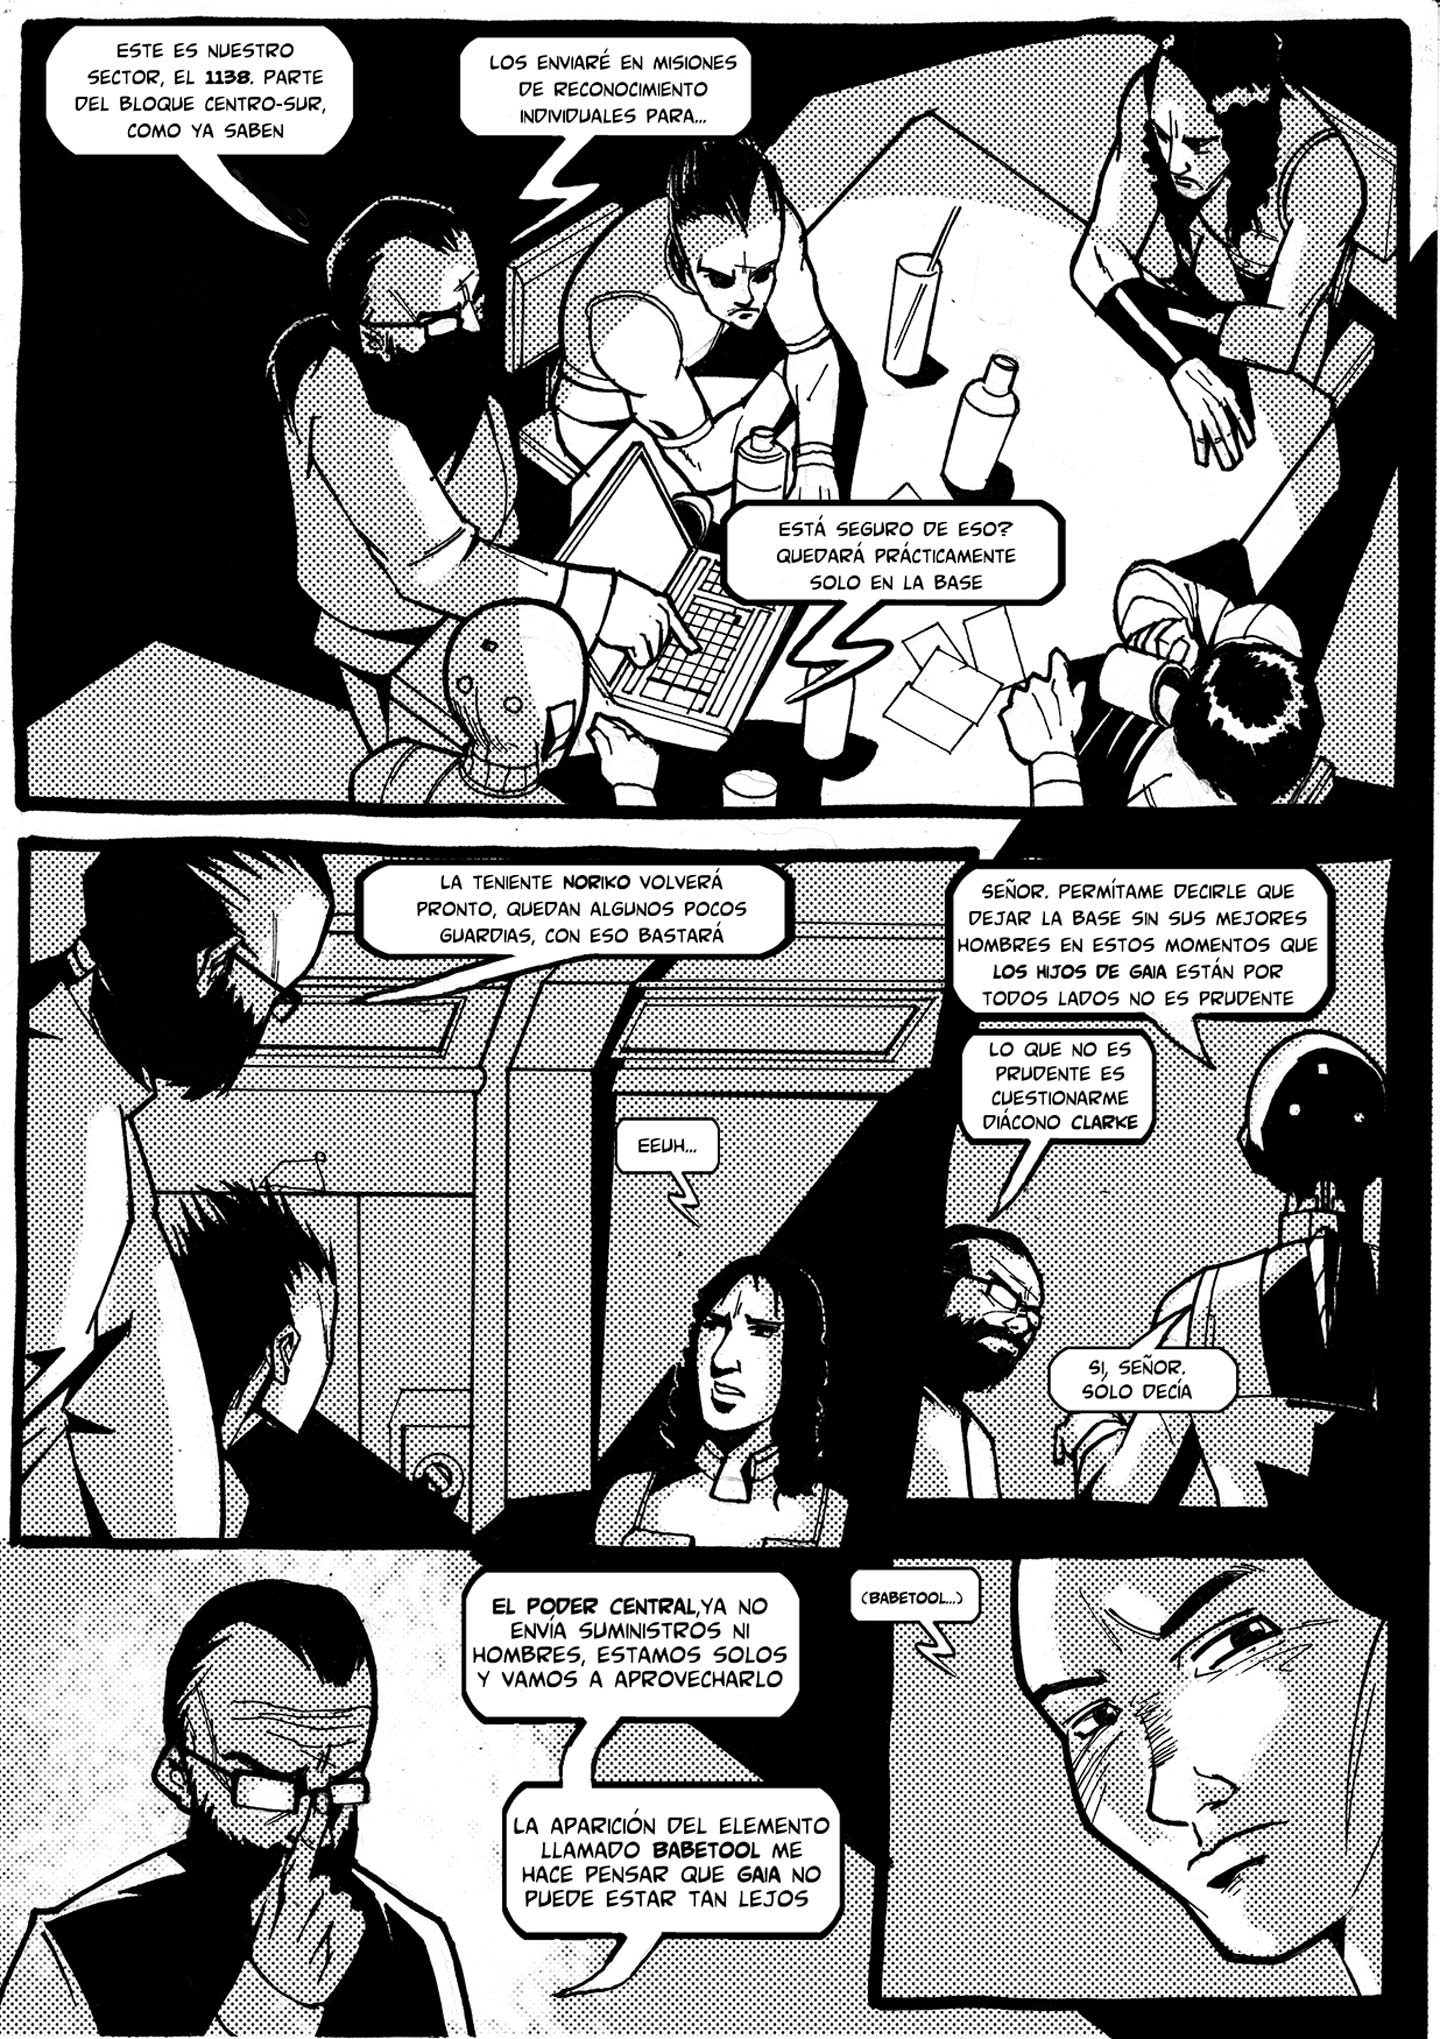 ESTE ES NUESTRO
SECTOR, EL 1138. PARTE
DEL BLOQUE CENTRO-SUR,
COMO YA SABEN
LOS ENVIARÉ EN MISIONES
DE RECONOCIMIENTO
INDIVIDUALES PARA...
ESTÁ SEGURO DE ESO?
QUEDARÁ PRÁCTICAMENTE
SOLO EN LA BASE
LA TENIENTE NORIKO VOLVERÁ
PRONTO, QUEDAN ALGUNOS POCOS
GUARDIAS, CON ESO BASTARÁ
EEUH...
SEÑOR. PERMÍTAME DECIRLE QUE
DEJAR LA BASE SIN SUS MEJORES
HOMBRES EN ESTOS MOMENTOS QUE
LOS HIJOS DE GAIA ESTÁN POR
TODOS LADOS NO ES PRUDENTE
LO QUE NO ES
PRUDENTE ES
CUESTIONARME
DIÁCONO CLARKE
SI, SEÑOR.
SÓLO DECÍA
EL PODER CENTRAL,YA NO
ENVÍA SUMINISTROS NI
HOMBRES, ESTAMOS SOLOS
Y VAMOS A APROVECHARLO
LA APARICIÓN DEL ELEMENTO
LLAMADO BABETOOL ME
HACE PENSAR QUE GAIA NO
PUEDE ESTAR TAN LEJOS
(BABETOOL...)